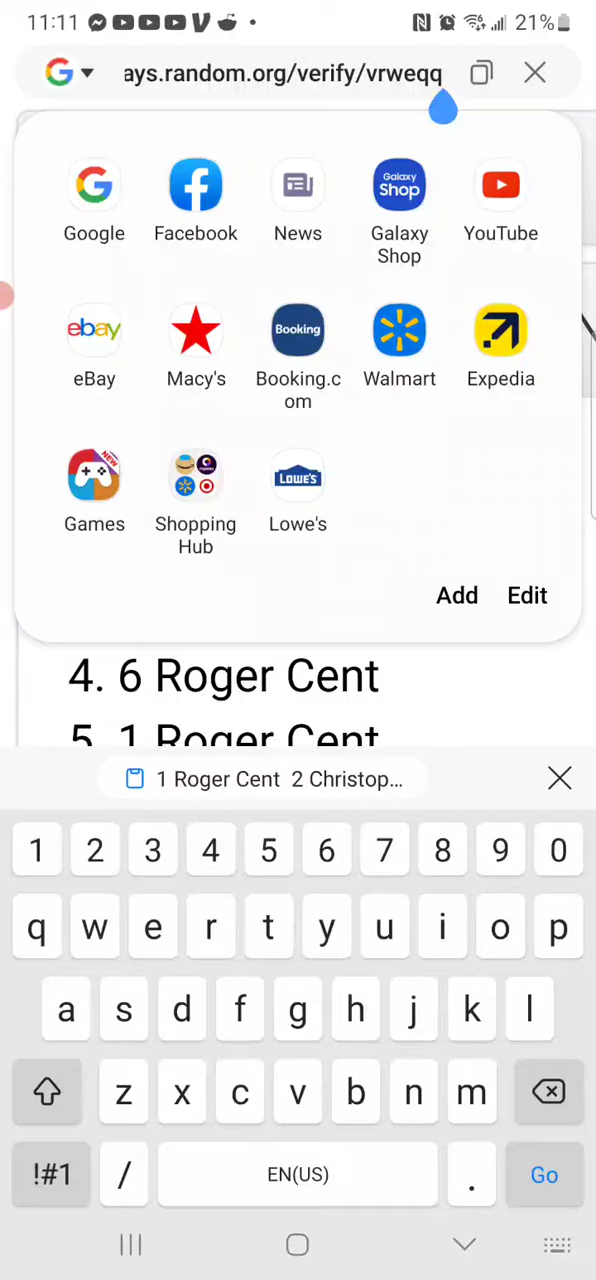 11:11 21%
ays.random.org/verify/vrweqq
Google Facebook News Galaxy Shop YouTube
Galaxy Shop
ebay Booking
eBay Macy's Booking.com Walmart Expedia
NEW
LOWE'S
Games Shopping Hub Lowe's
Add Edit
4. 6 Roger Cent
5. 1 Roger Cent
1 Roger Cent 2 Christop...
1 2 3 4 5 6 7 8 9 0
q w e r t y u i o p
a s d f g h j k l
z x c v b n m
!#1 / EN(US) . Go